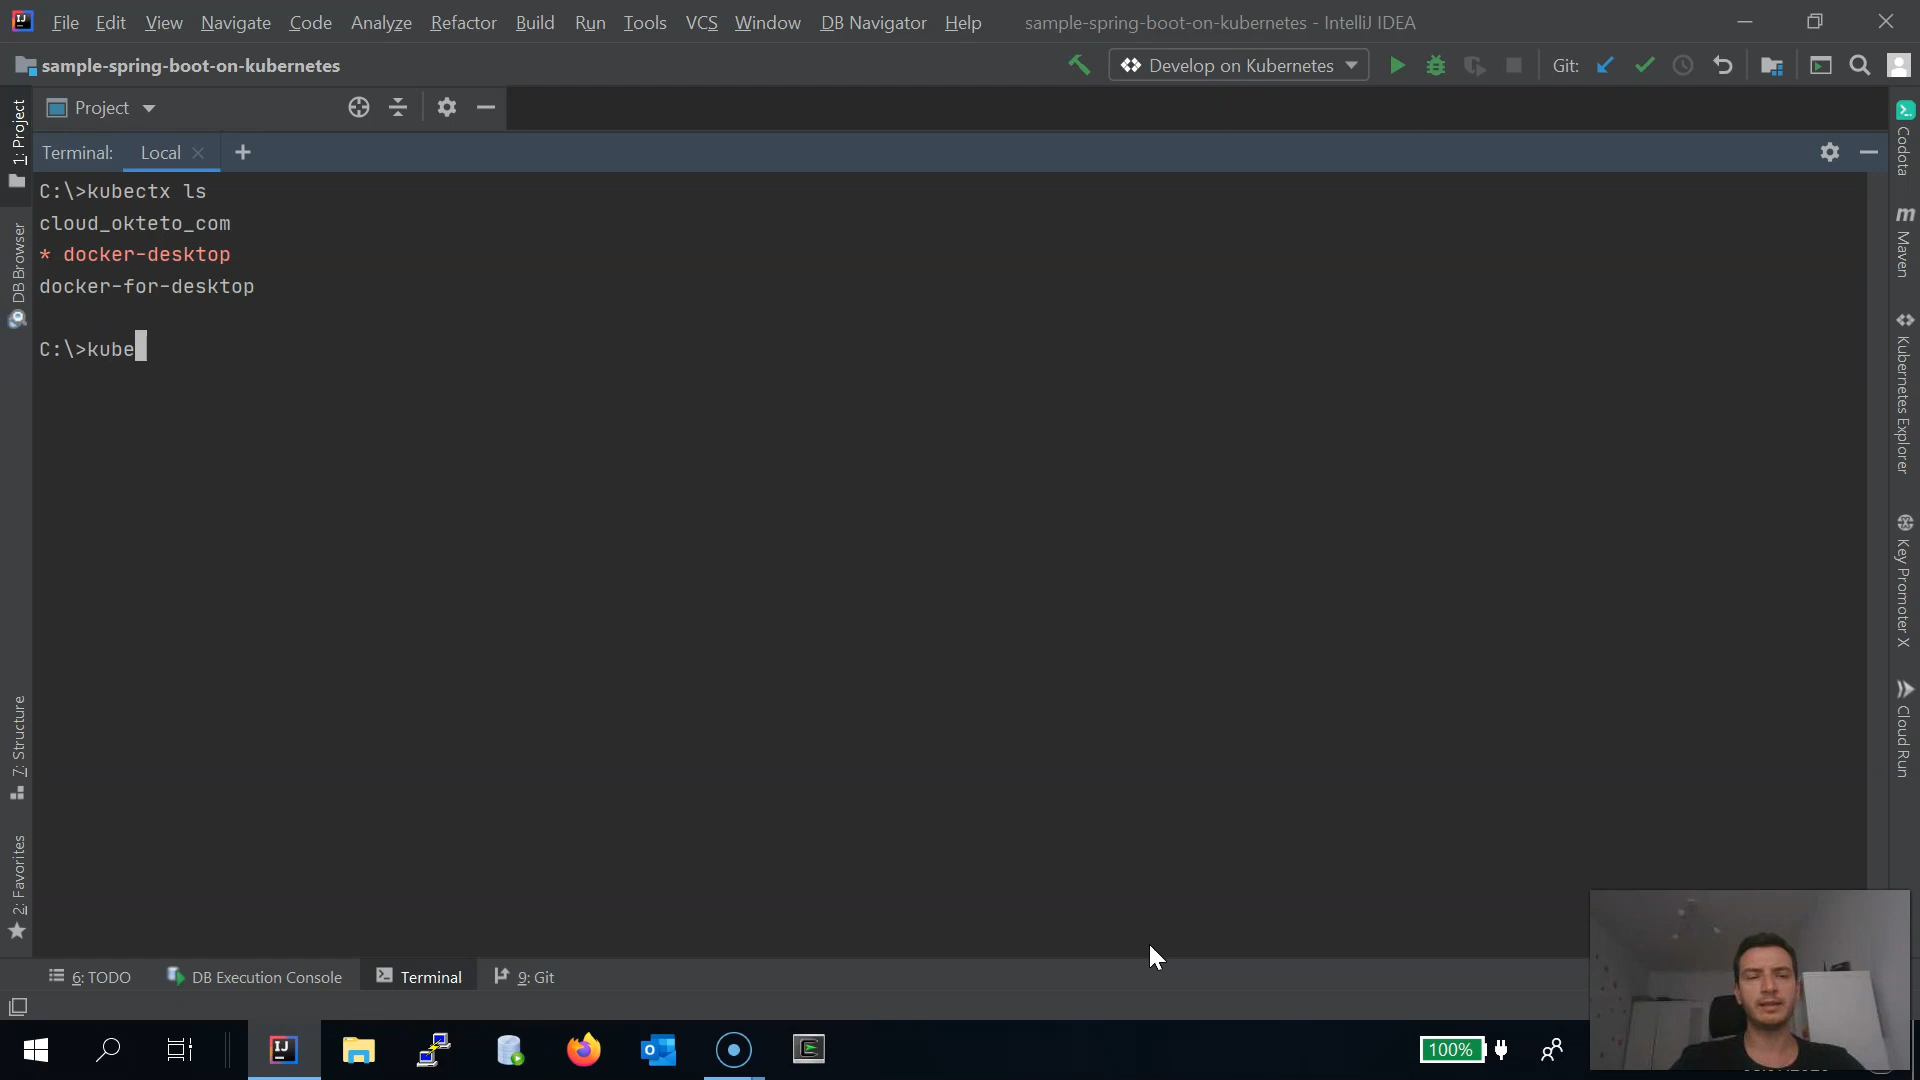 File Edit View Navigate Code Analyze Refactor Build Run Tools VCS Window DB Navigator Help sample-spring-boot-on-kubernetes - IntelliJ IDEA
sample-spring-boot-on-kubernetes Develop on Kubernetes Git:
Project
Terminal: Local
C:\>kubectx ls
cloud_okteto_com
* docker-desktop
docker-for-desktop
C:\>kube
1: Project
DB Browser
7: Structure
2: Favorites
Codota
Maven
Kubernetes Explorer
Key Promoter X
Cloud Run
6: TODO DB Execution Console Terminal 9: Git
100%